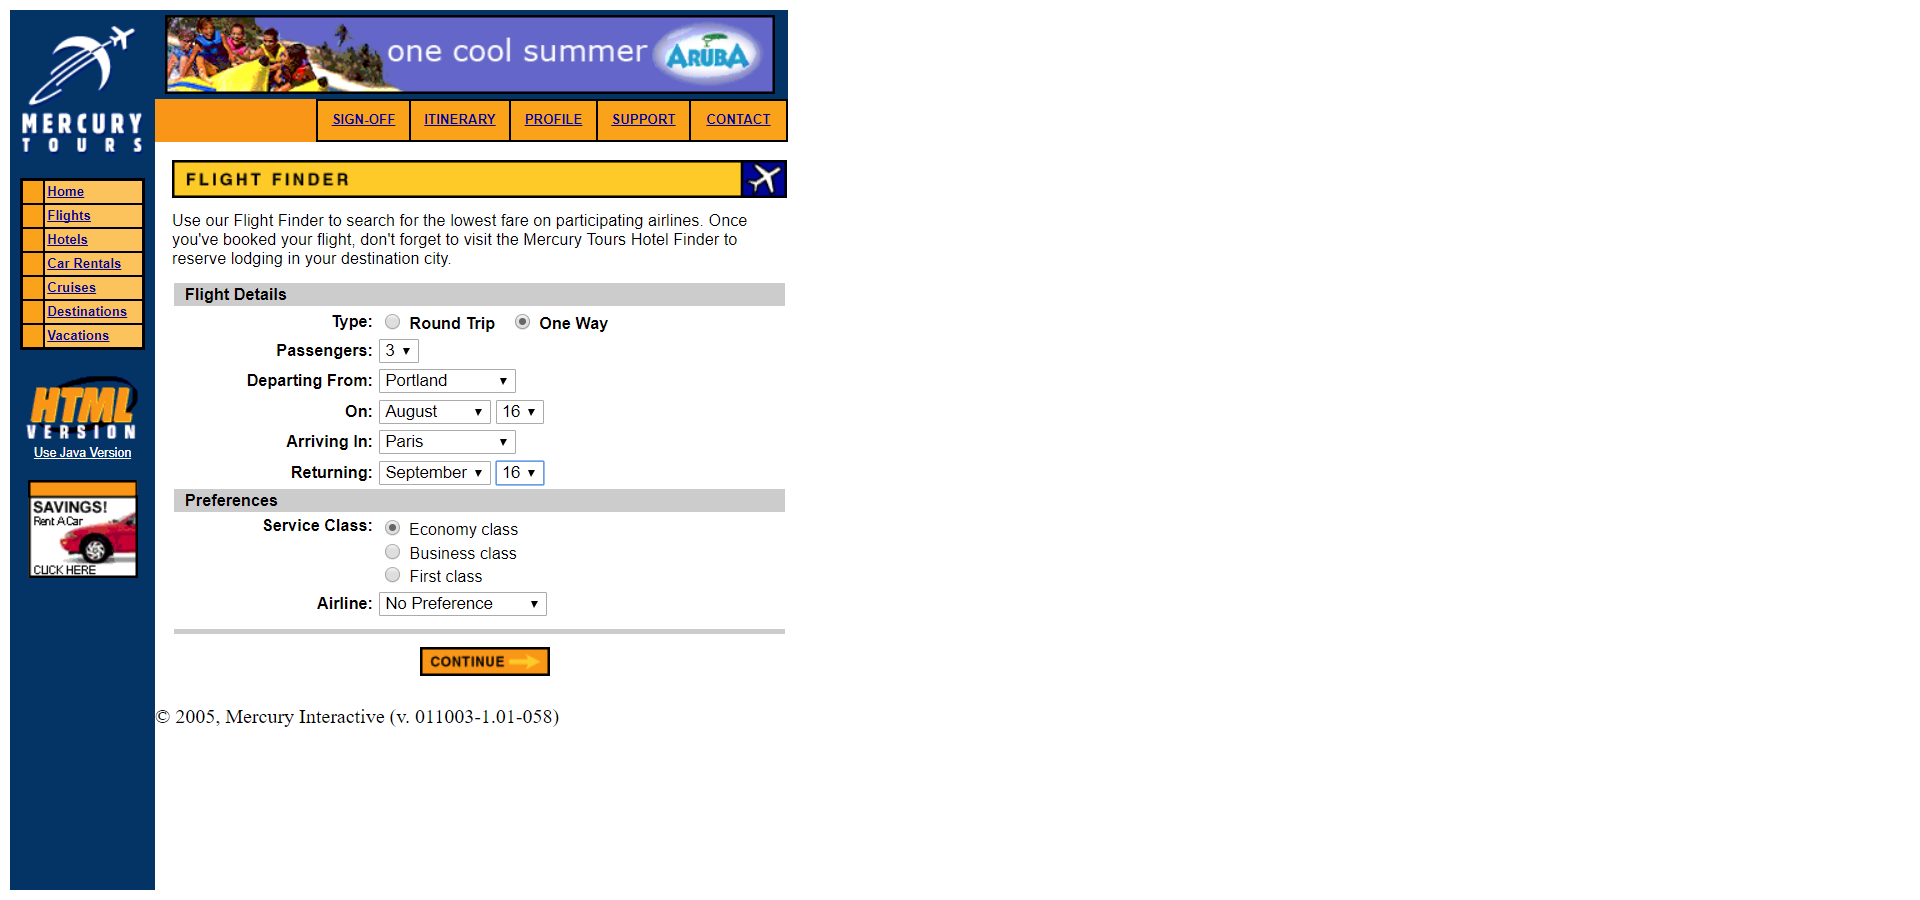 one cool summer ARUBA
MERCURY
TOURS
SIGN-OFF ITINERARY PROFILE SUPPORT CONTACT
Home
Flights
Hotels
Car Rentals
Cruises
Destinations
Vacations
HTML
VERSION
Use Java Version
SAVINGS!
Rent A Car
CLICK HERE
FLIGHT FINDER
Use our Flight Finder to search for the lowest fare on participating airlines. Once
you've booked your flight, don't forget to visit the Mercury Tours Hotel Finder to
reserve lodging in your destination city.
Flight Details
Type: Round Trip One Way
Passengers: 3
Departing From: Portland
On: August 16
Arriving In: Paris
Returning: September 16
Preferences
Service Class: Economy class
Business class
First class
Airline: No Preference
CONTINUE
© 2005, Mercury Interactive (v. 011003-1.01-058)